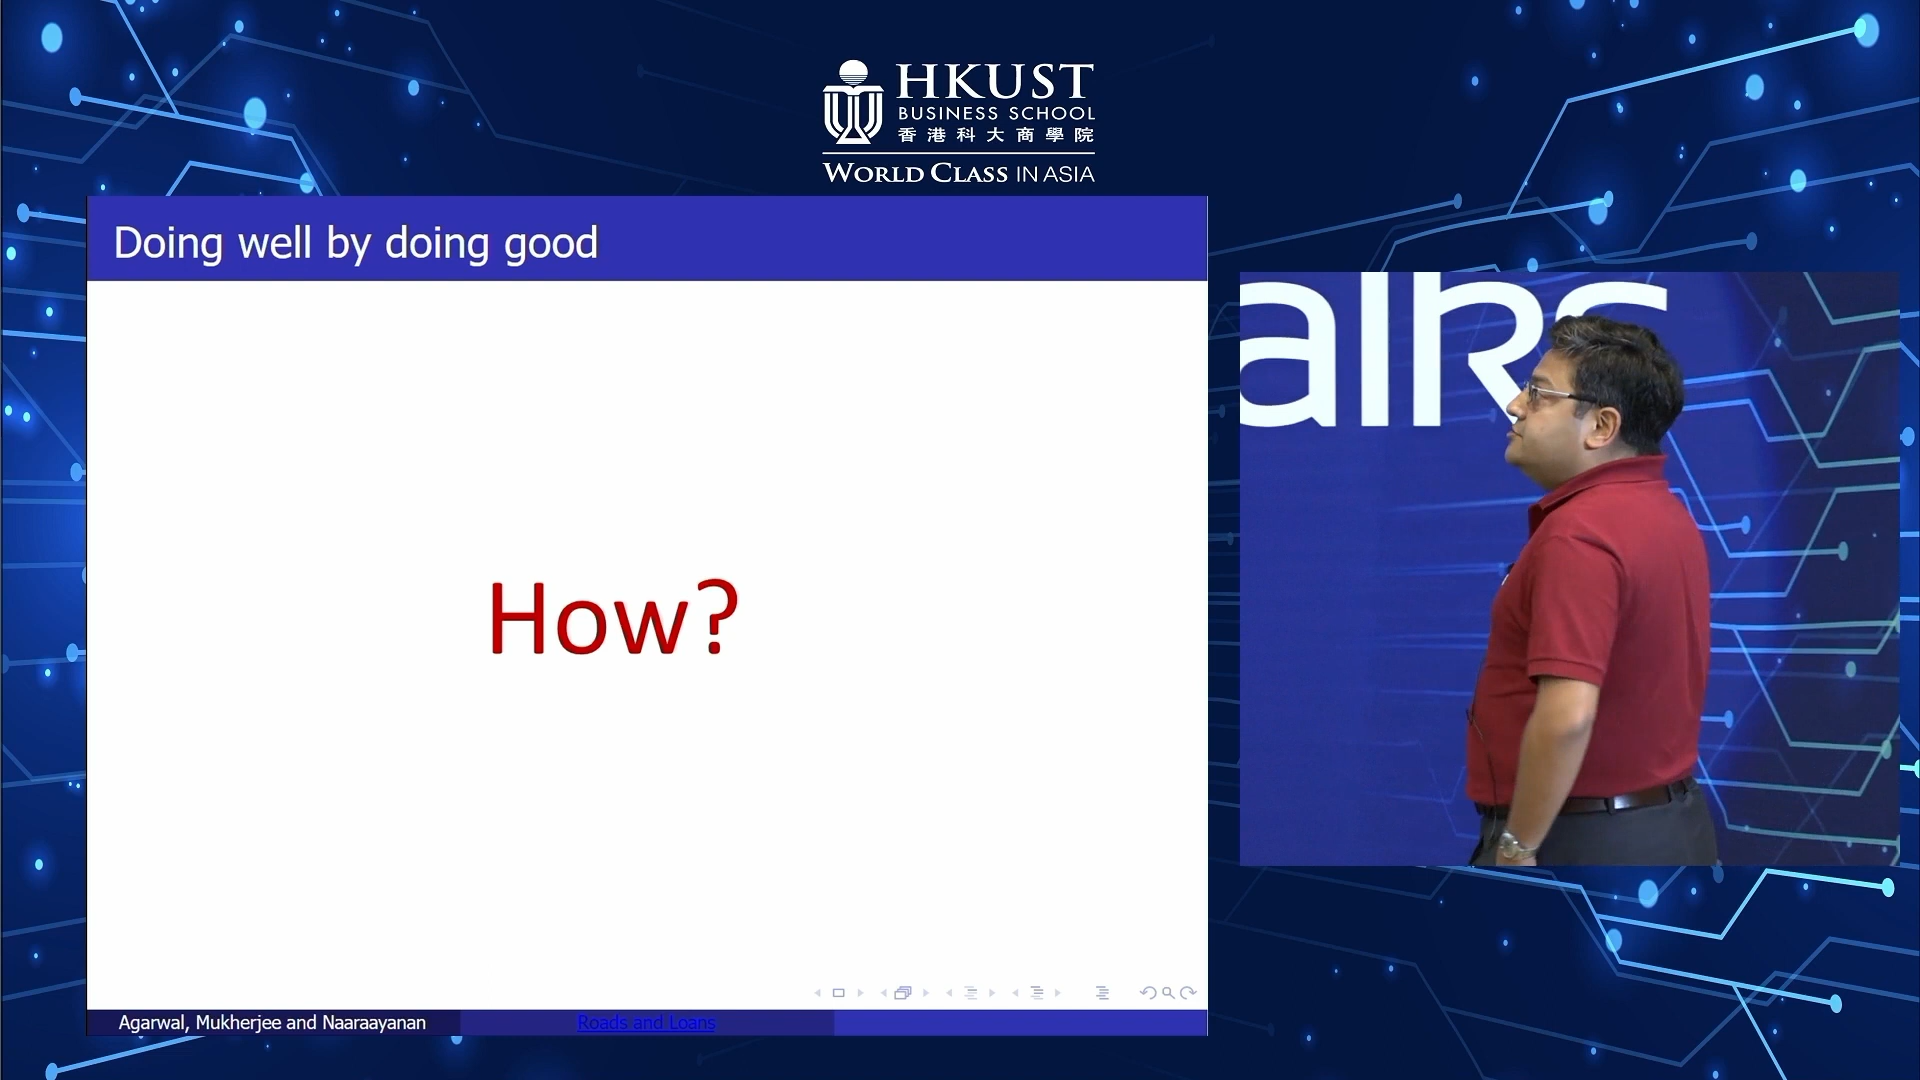 HKUST
BUSINESS SCHOOL
香港科大商學院
WORLD CLASS IN ASIA
Doing well by doing good
How?
Agarwal, Mukherjee and Naaraayanan
Roads and Loans